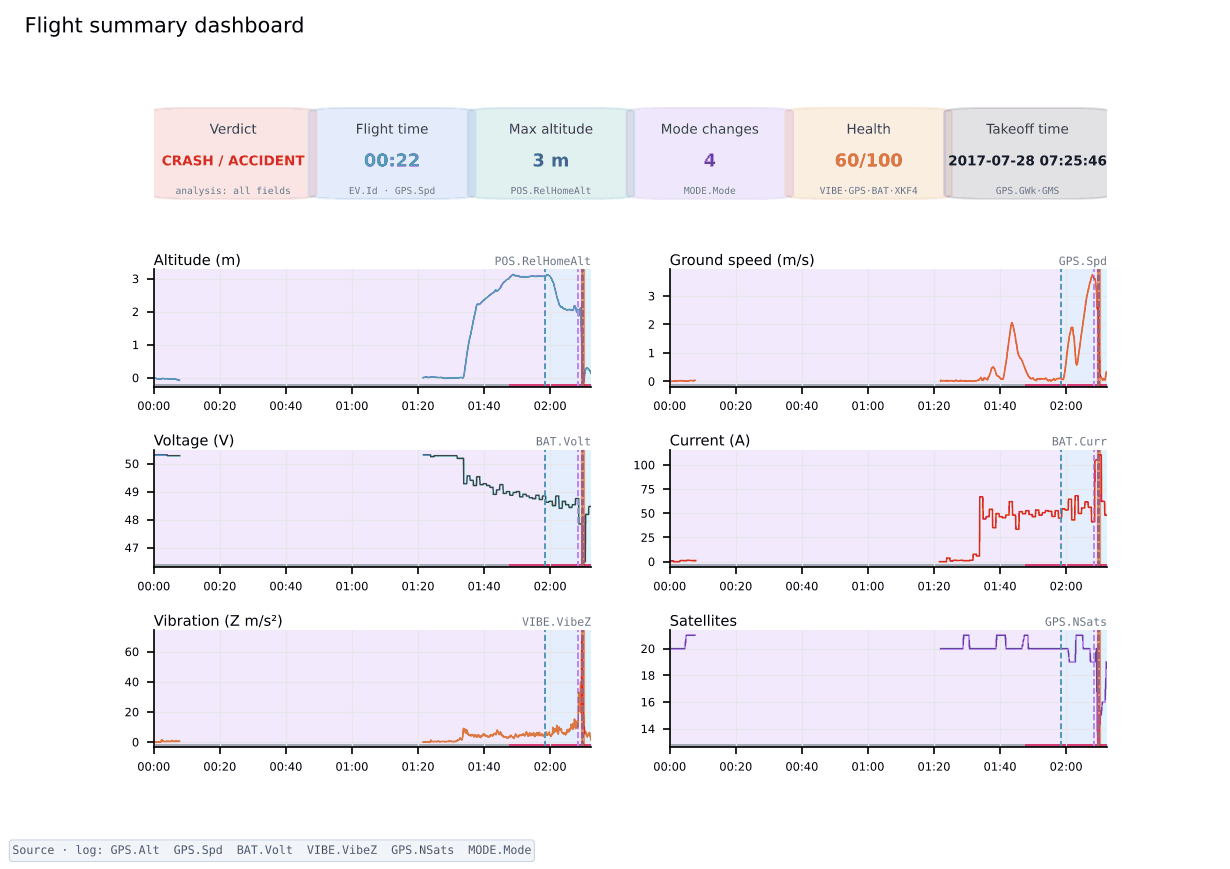 Flight summary dashboard
Verdict Flight time Max altitude Mode changes Health Takeoff time
CRASH / ACCIDENT 00:22 3 m 4 60/100 2017-07-28 07:25:46
analysis: all fields EV.Id · GPS.Spd POS.RelHomeAlt MODE.Mode VIBE·GPS·BAT·XKF4 GPS.GWk·GMS
Altitude (m) POS.RelHomeAlt
3
2
1
0
00:00 00:20 00:40 01:00 01:20 01:40 02:00
Ground speed (m/s) GPS.Spd
3
2
1
0
00:00 00:20 00:40 01:00 01:20 01:40 02:00
Voltage (V) BAT.Volt
50
49
48
47
00:00 00:20 00:40 01:00 01:20 01:40 02:00
Current (A) BAT.Curr
100
75
50
25
0
00:00 00:20 00:40 01:00 01:20 01:40 02:00
Vibration (Z m/s²) VIBE.VibeZ
60
40
20
0
00:00 00:20 00:40 01:00 01:20 01:40 02:00
Satellites GPS.NSats
20
18
16
14
00:00 00:20 00:40 01:00 01:20 01:40 02:00
Source · log: GPS.Alt GPS.Spd BAT.Volt VIBE.VibeZ GPS.NSats MODE.Mode